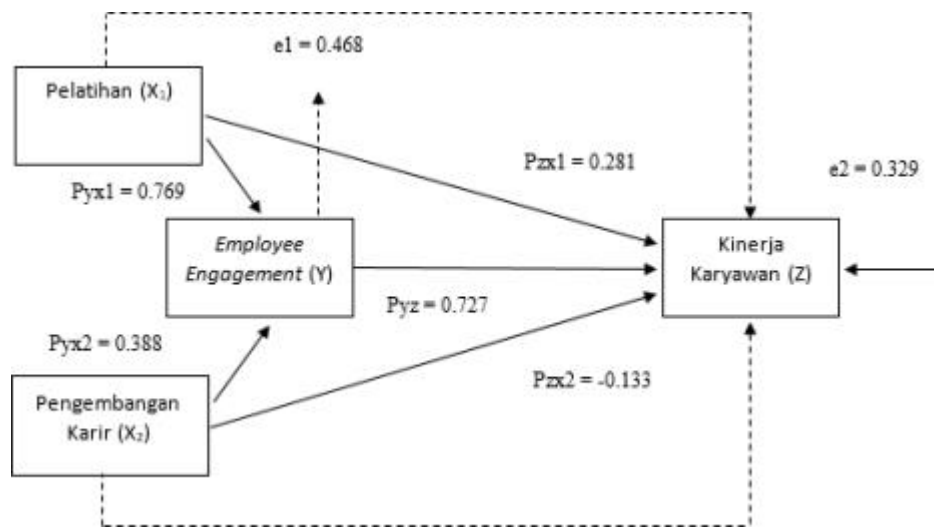 e1 = 0.468
Pelatihan (X₁)
Pzx1 = 0.281
e2 = 0.329
Pyx1 = 0.769
Employee
Engagement (Y)
Kinerja
Karyawan (Z)
Pyz = 0.727
Pyx2 = 0.388
Pzx2 = -0.133
Pengembangan
Karir (X₂)